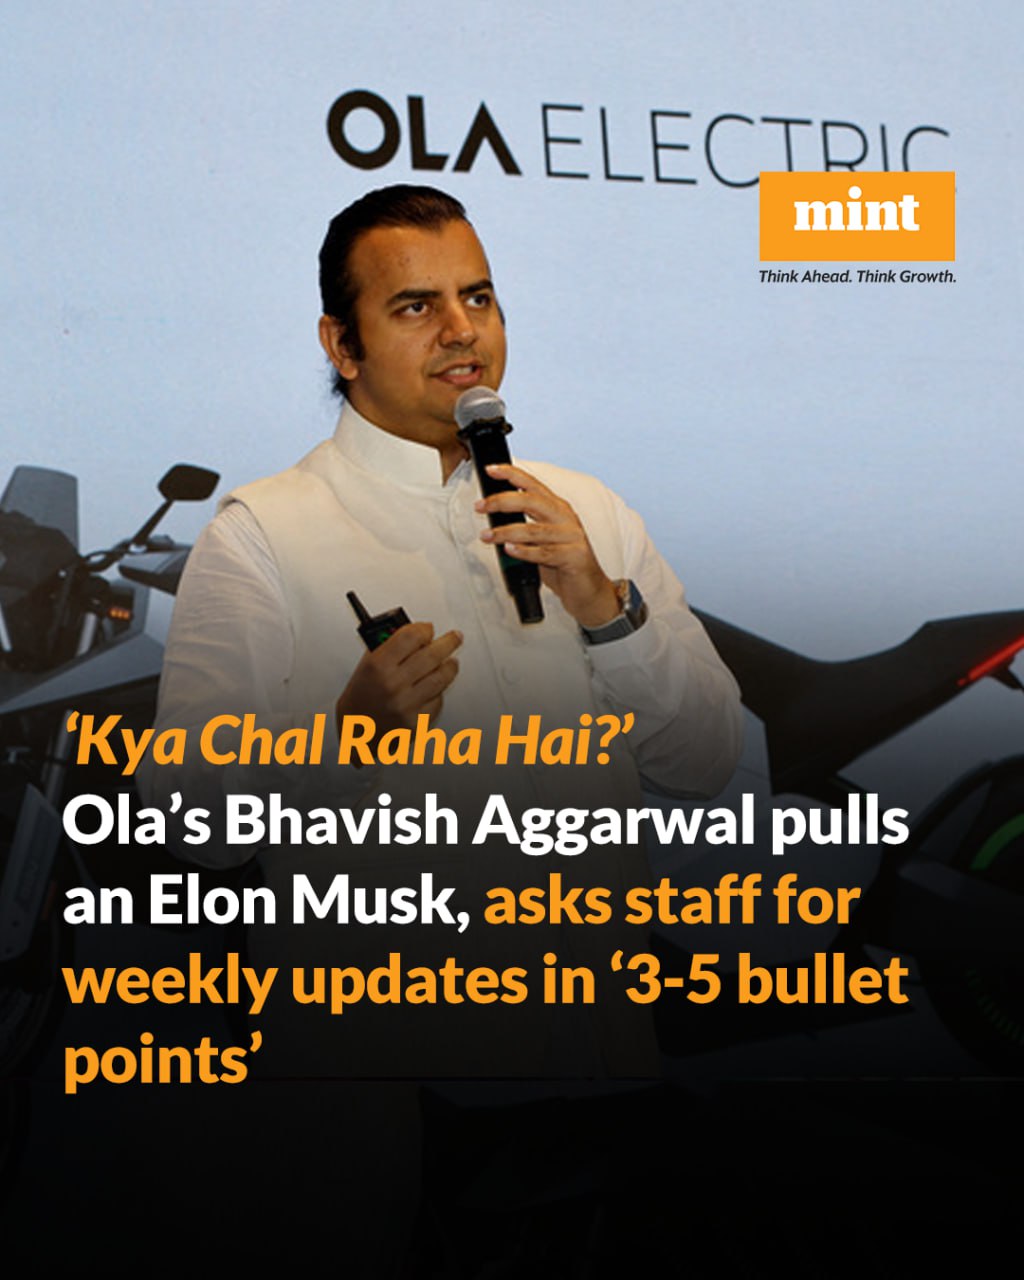 OLA ELECTRIC
mint
Think Ahead. Think Growth.
‘Kya Chal Raha Hai?’
Ola’s Bhavish Aggarwal pulls
an Elon Musk, asks staff for
weekly updates in ‘3-5 bullet
points’